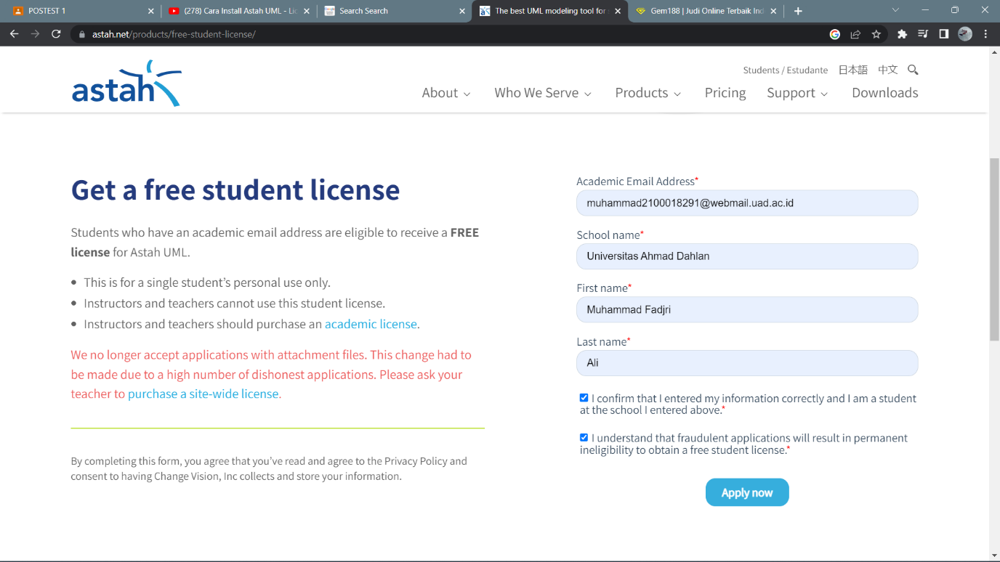 POSTEST 1
(278) Cara Install Astah UML - Lic
Search Search
The best UML modeling tool for s
Gem188 | Judi Online Terbaik Ind
astah.net/products/free-student-license/
astah
Students / Estudante 日本語 中文
About Who We Serve Products Pricing Support Downloads
Get a free student license
Students who have an academic email address are eligible to receive a FREE
license for Astah UML.
• This is for a single student’s personal use only.
• Instructors and teachers cannot use this student license.
• Instructors and teachers should purchase an academic license.
We no longer accept applications with attachment files. This change had to
be made due to a high number of dishonest applications. Please ask your
teacher to purchase a site-wide license.
By completing this form, you agree that you’ve read and agree to the Privacy Policy and
consent to having Change Vision, Inc collects and store your information.
Academic Email Address*
muhammad2100018291@webmail.uad.ac.id
School name*
Universitas Ahmad Dahlan
First name*
Muhammad Fadjri
Last name*
Ali
I confirm that I entered my information correctly and I am a student
at the school I entered above.*
I understand that fraudulent applications will result in permanent
ineligibility to obtain a free student license.*
Apply now